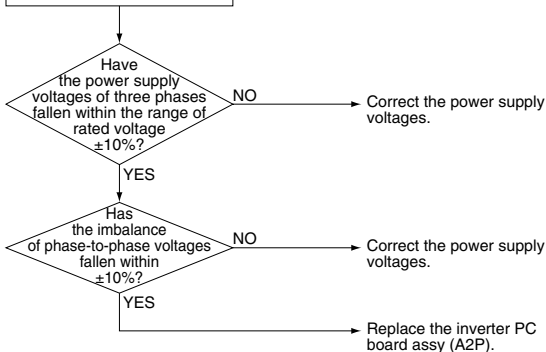 Have
the power supply
voltages of three phases
fallen within the range of
rated voltage
±10%?
NO
Correct the power supply
voltages.
YES
Has
the imbalance
of phase-to-phase voltages
fallen within
±10%?
NO
Correct the power supply
voltages.
YES
Replace the inverter PC
board assy (A2P).